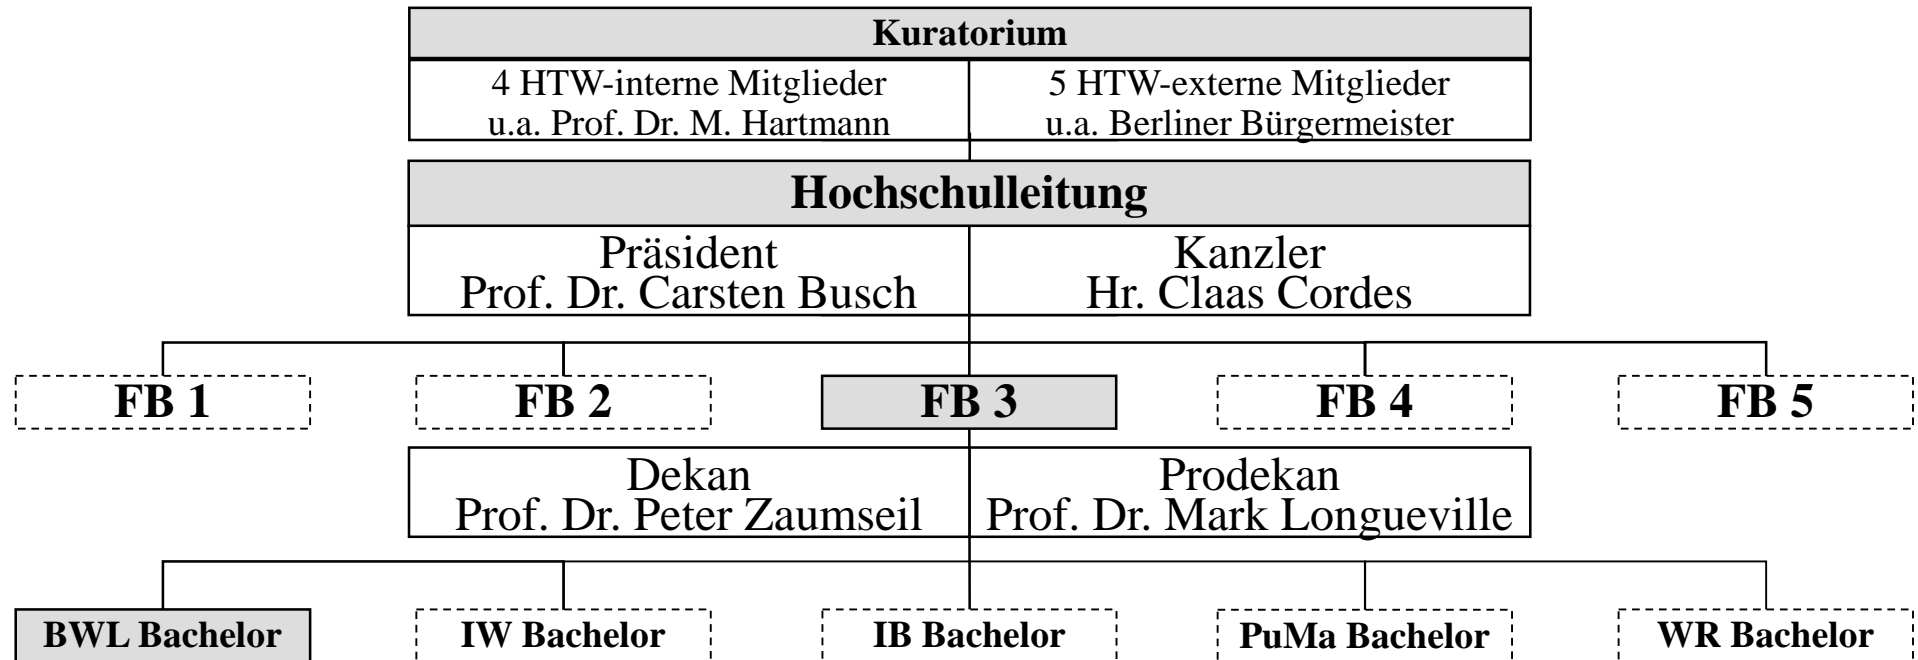 Kuratorium
4 HTW-interne Mitglieder
u.a. Prof. Dr. M. Hartmann
5 HTW-externe Mitglieder
u.a. Berliner Bürgermeister
Hochschulleitung
Präsident
Prof. Dr. Carsten Busch
Kanzler
Hr. Claas Cordes
FB 1
FB 2
FB 3
FB 4
FB 5
Dekan
Prof. Dr. Peter Zaumseil
Prodekan
Prof. Dr. Mark Longueville
BWL Bachelor
IW Bachelor
IB Bachelor
PuMa Bachelor
WR Bachelor